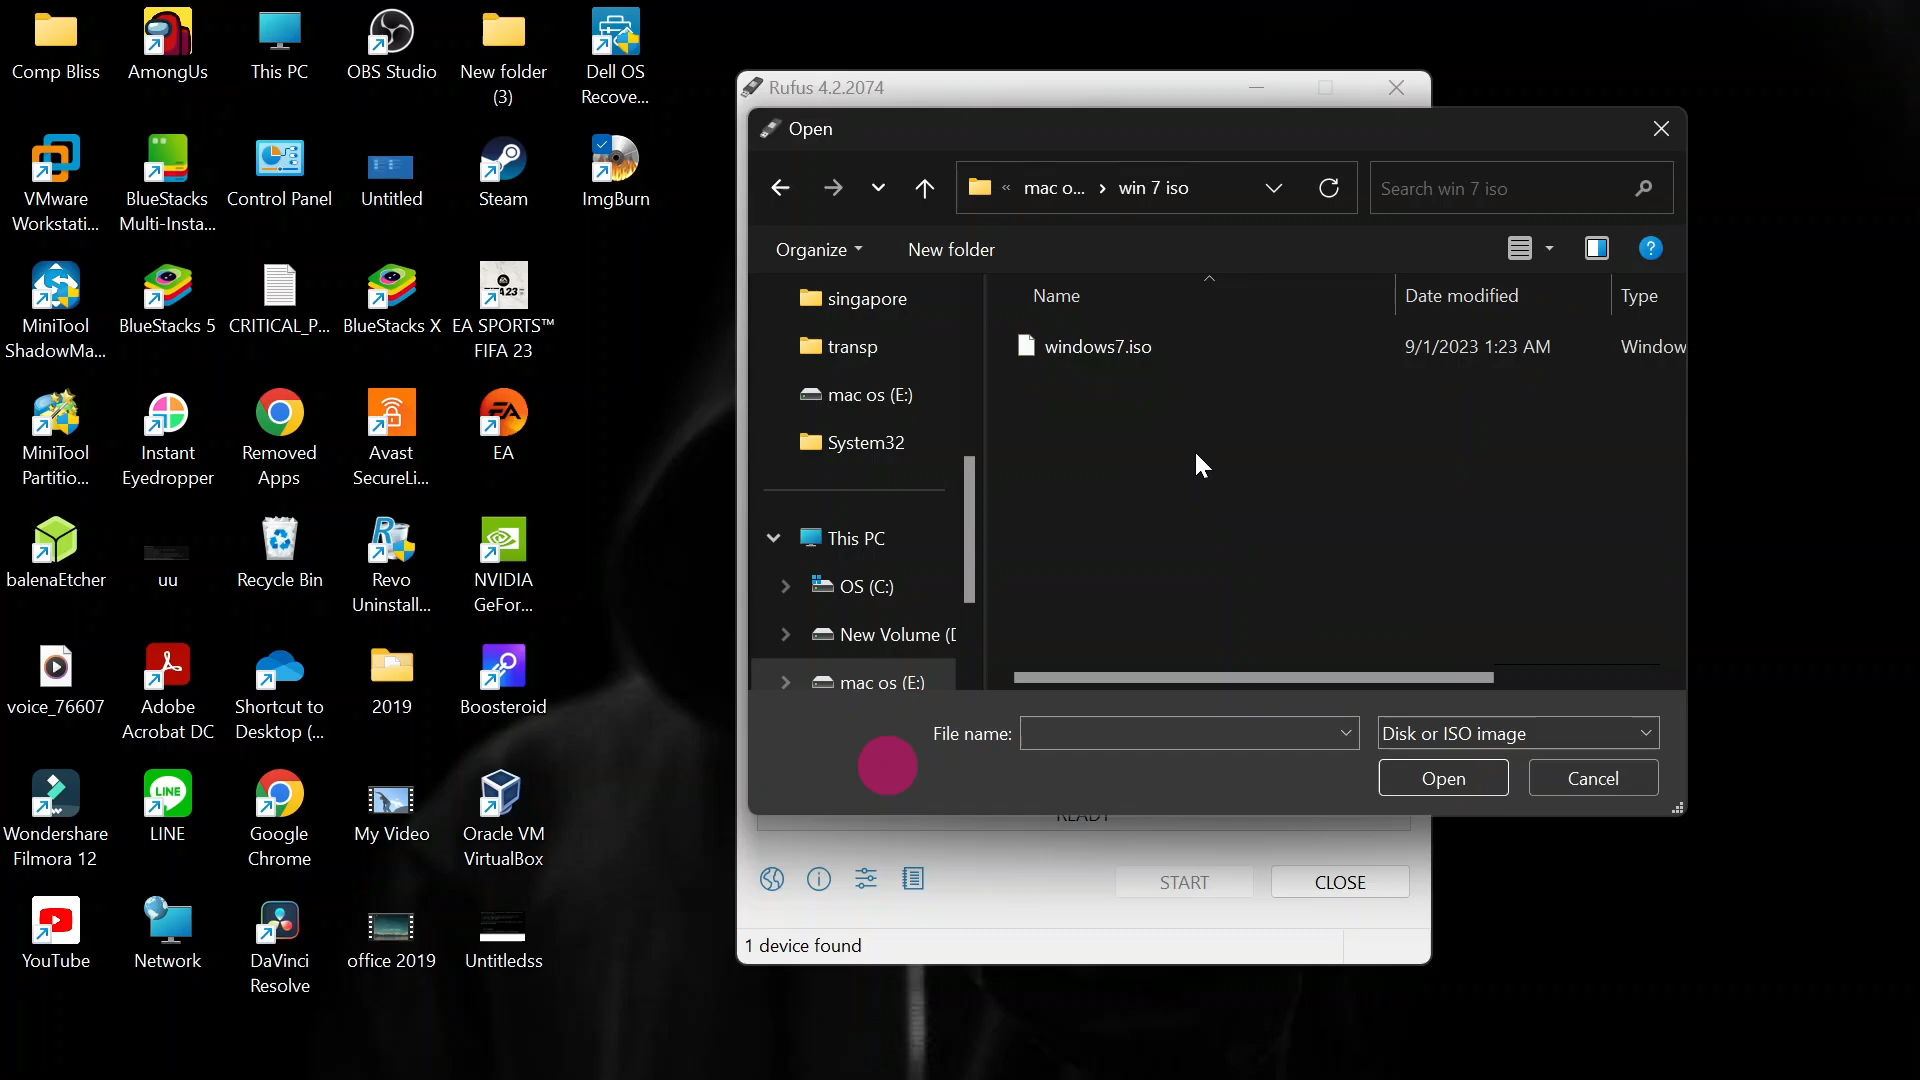 Comp Bliss
AmongUs
This PC
OBS Studio
New folder
(3)
Dell OS
Recove...
VMware
Workstati...
BlueStacks
Multi-Insta...
Control Panel
Untitled
Steam
ImgBurn
MiniTool
ShadowMa...
BlueStacks 5
CRITICAL_P...
BlueStacks X
EA SPORTS™
FIFA 23
MiniTool
Partitio...
Instant
Eyedropper
Removed
Apps
Avast
SecureLi...
EA
balenaEtcher
uu
Recycle Bin
Revo
Uninstall...
NVIDIA
GeFor...
voice_76607
Adobe
Acrobat DC
Shortcut to
Desktop (...
2019
Boosteroid
Wondershare
Filmora 12
LINE
Google
Chrome
My Video
Oracle VM
VirtualBox
YouTube
Network
DaVinci
Resolve
office 2019
Untitledss
Rufus 4.2.2074
Open
« mac o... › win 7 iso
Search win 7 iso
Organize
New folder
singapore
transp
mac os (E:)
System32
This PC
OS (C:)
New Volume (D
mac os (E:)
Name
Date modified
Type
windows7.iso
9/1/2023 1:23 AM
Window
File name:
Disk or ISO image
Open
Cancel
READY
START
CLOSE
1 device found